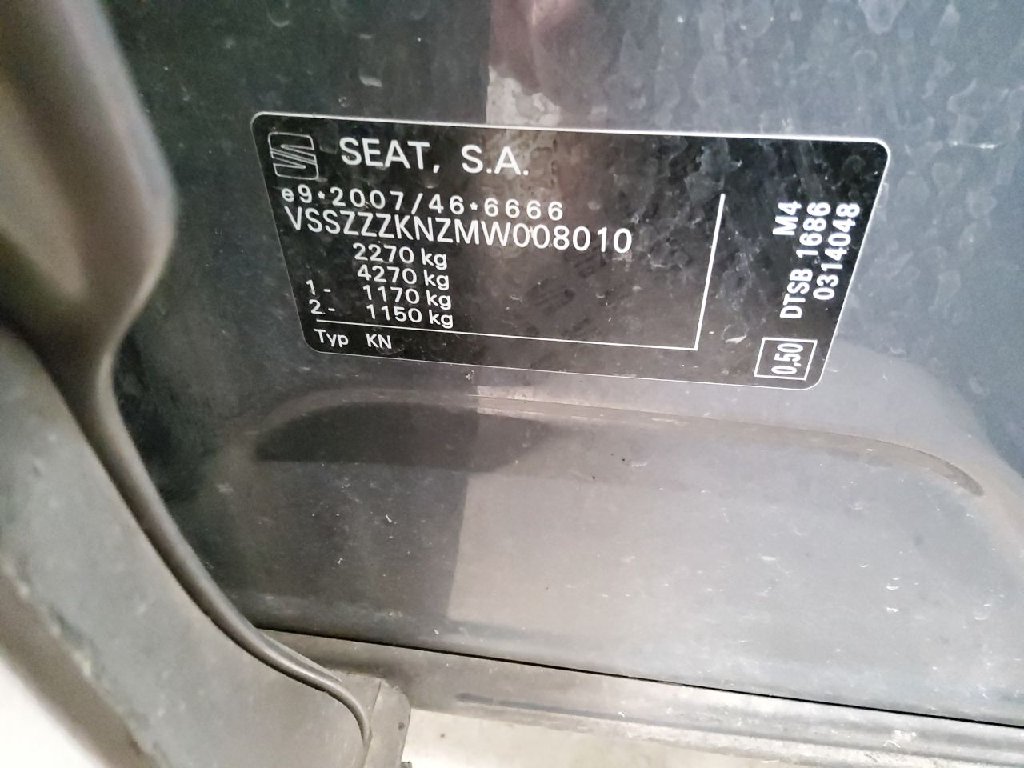 SEAT, S.A.
e9*2007/46*6666
VSSZZZKNZMW008010
2270 kg
4270 kg
1- 1170 kg
2- 1150 kg
Typ KN
M4
DTSB 1686
0314048
0.50